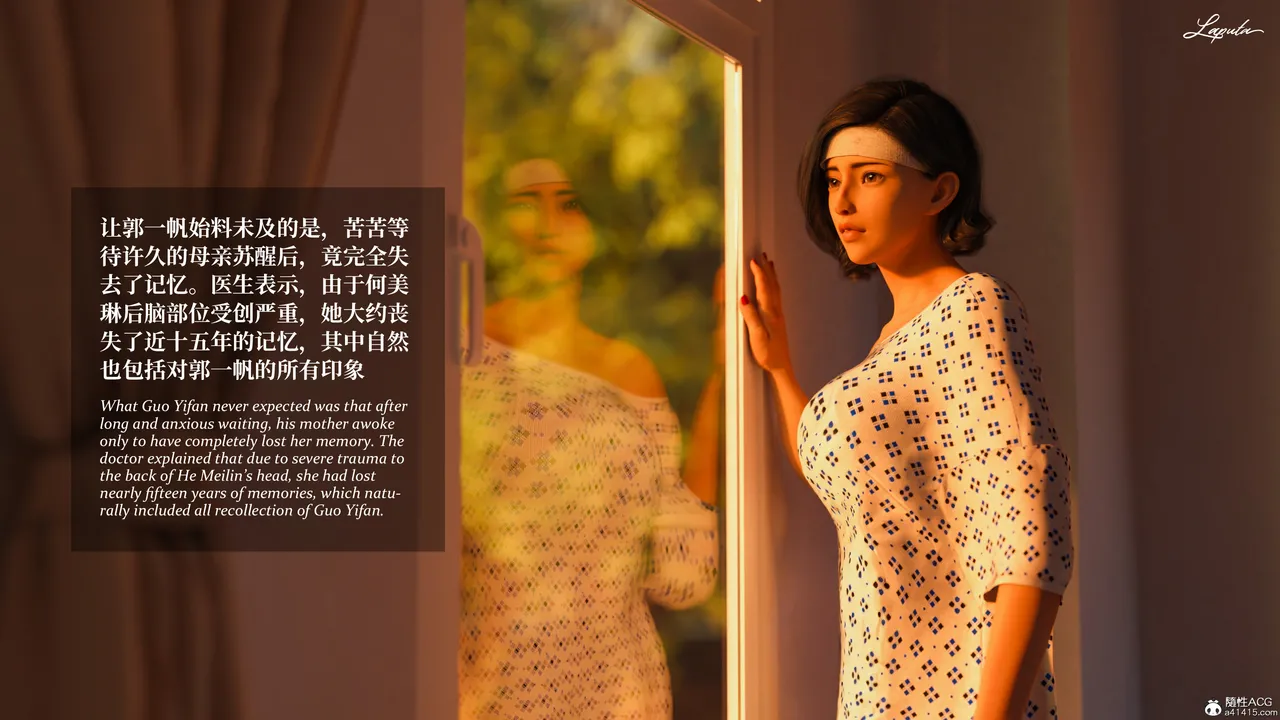 Laputa
让郭一帆始料未及的是，苦苦等
待许久的母亲苏醒后，竟完全失
去了记忆。医生表示，由于何美
琳后脑部位受创严重，她大约丧
失了近十五年的记忆，其中自然
也包括对郭一帆的所有印象
What Guo Yifan never expected was that after
long and anxious waiting, his mother awoke
only to have completely lost her memory. The
doctor explained that due to severe trauma to
the back of He Meilin's head, she had lost
nearly fifteen years of memories, which natu-
rally included all recollection of Guo Yifan.
隨性ACG
a41415.com